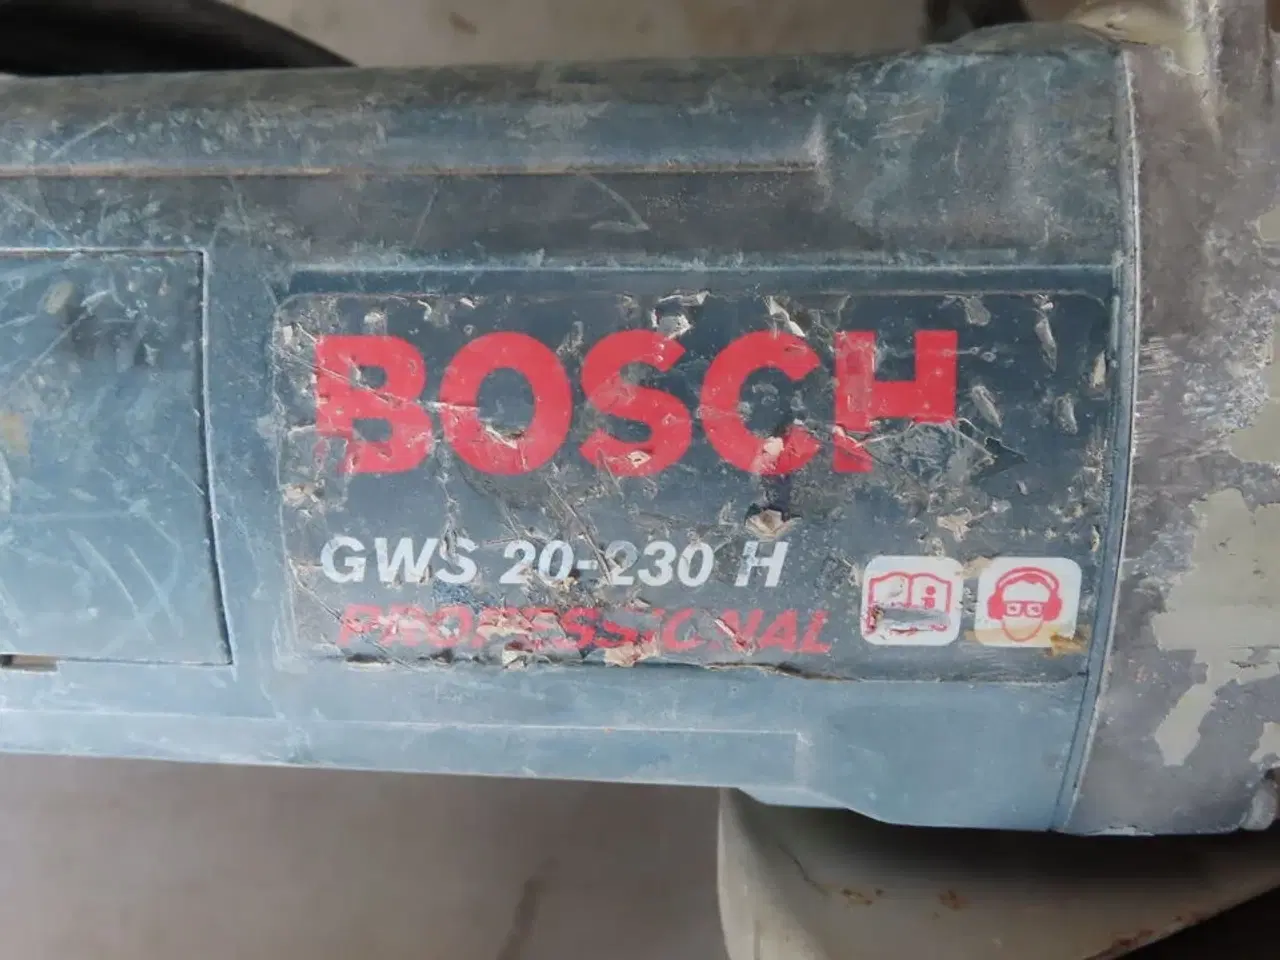 BOSCH
GWS 20-230 H
PROFESSIONAL